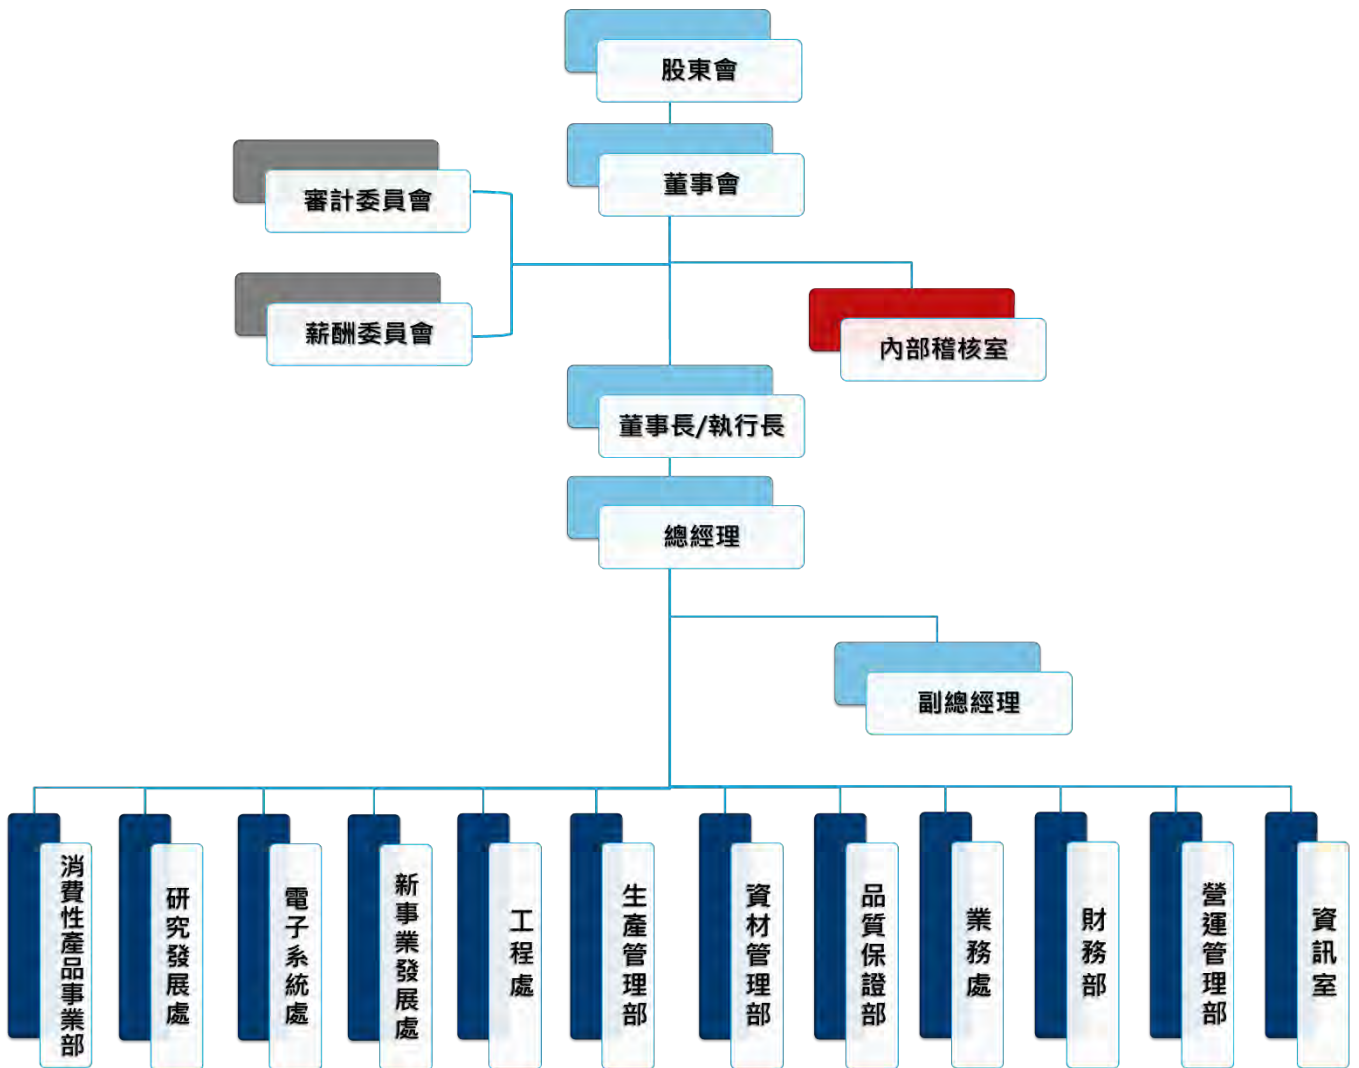 股東會
董事會
審計委員會
薪酬委員會
內部稽核室
董事長/執行長
總經理
副總經理
消費性產品事業部
研究發展處
電子系統處
新事業發展處
工程處
生產管理部
資材管理部
品質保證部
業務處
財務部
營運管理部
資訊室